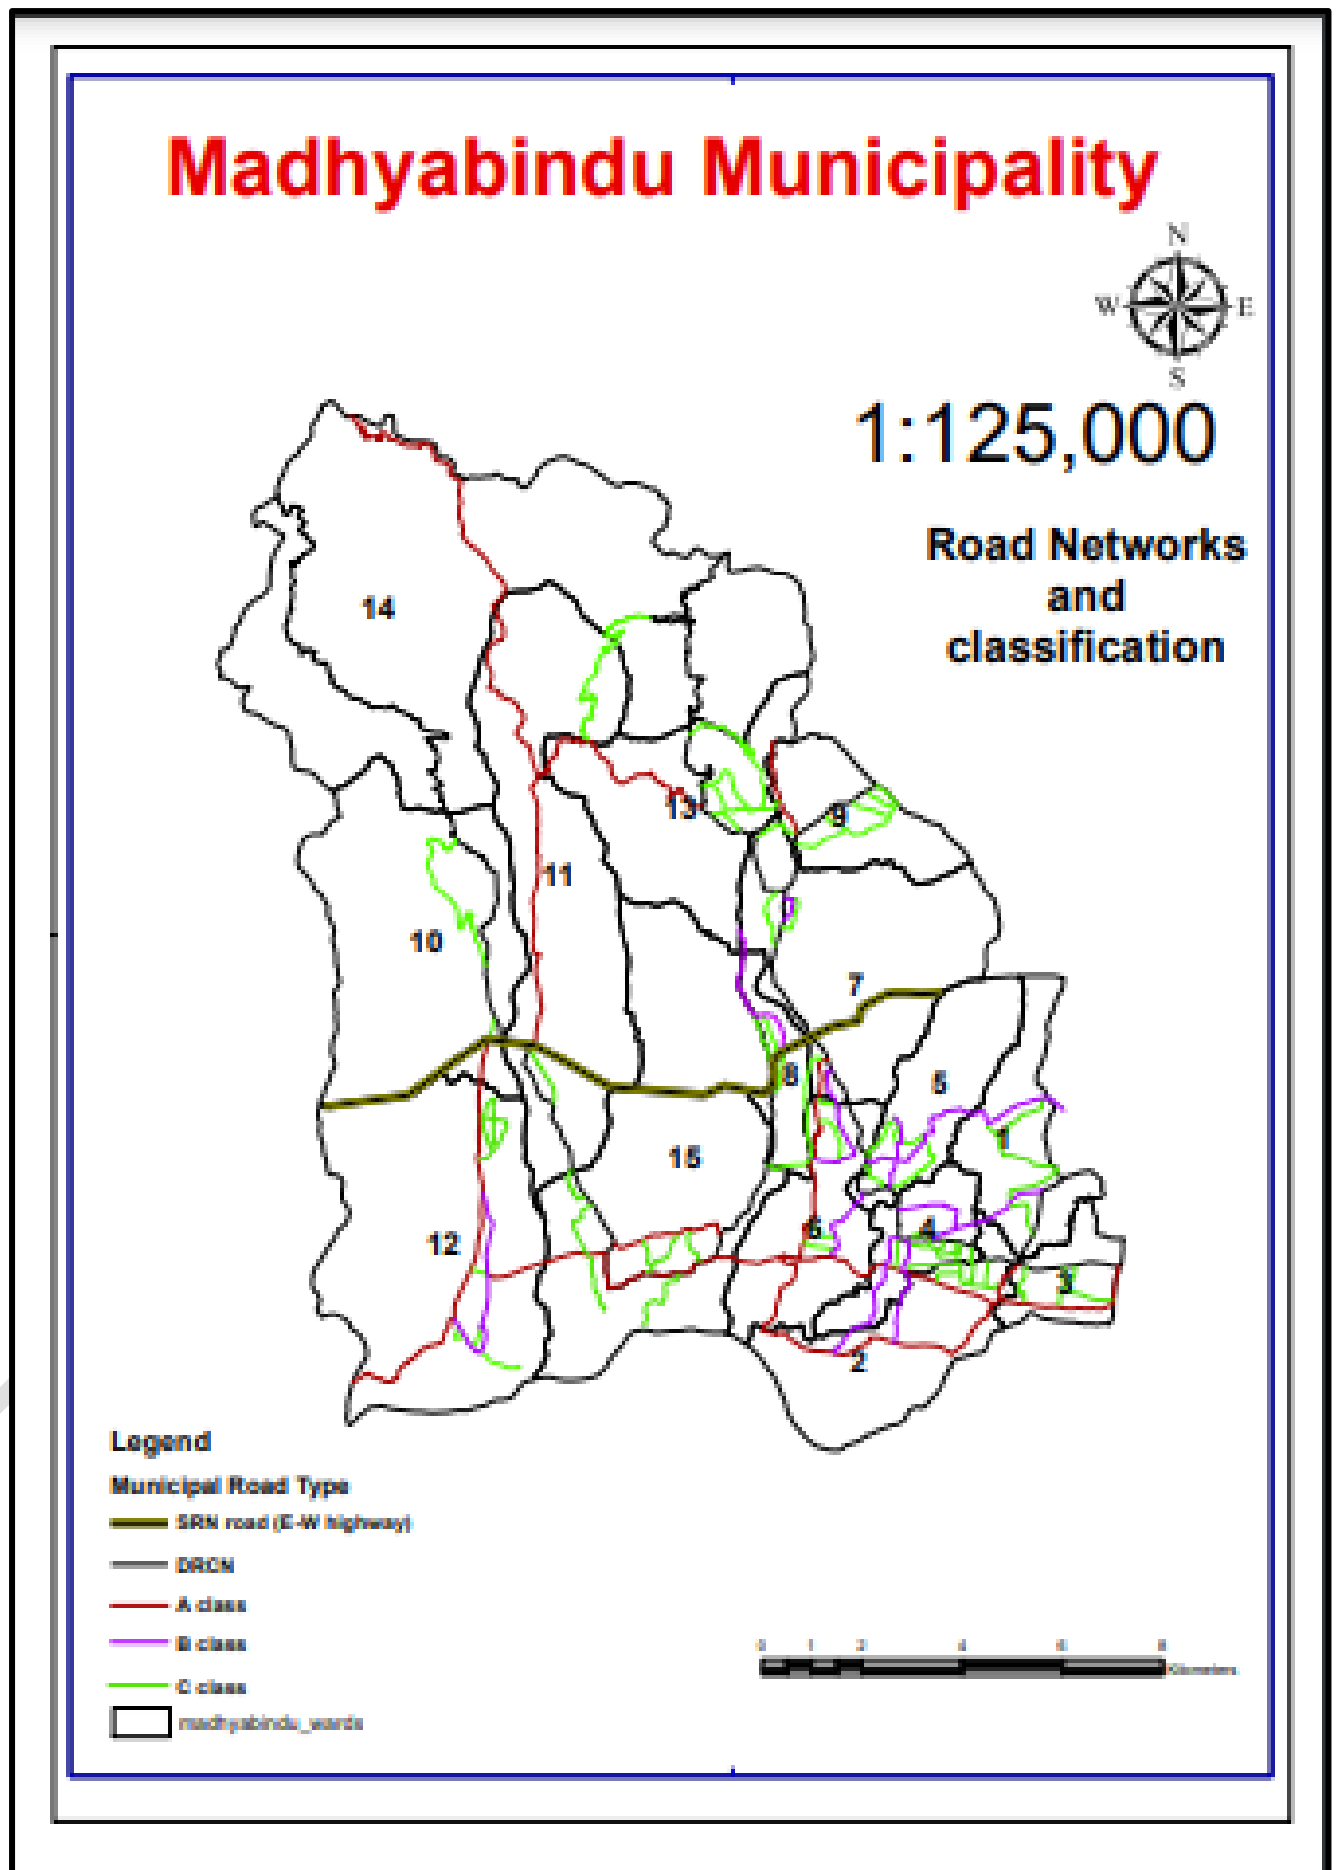 Madhyabindu Municipality
N
W E
S
1:125,000
Road Networks
and
classification
14
13
9
11
10
7
8
5
1
15
6
4
12
3
2
Legend
Municipal Road Type
SRN road (E-W highway)
DRCN
A class
B class
C class
madhyabindu_wards
0 1 2 4 6 8
Kilometers